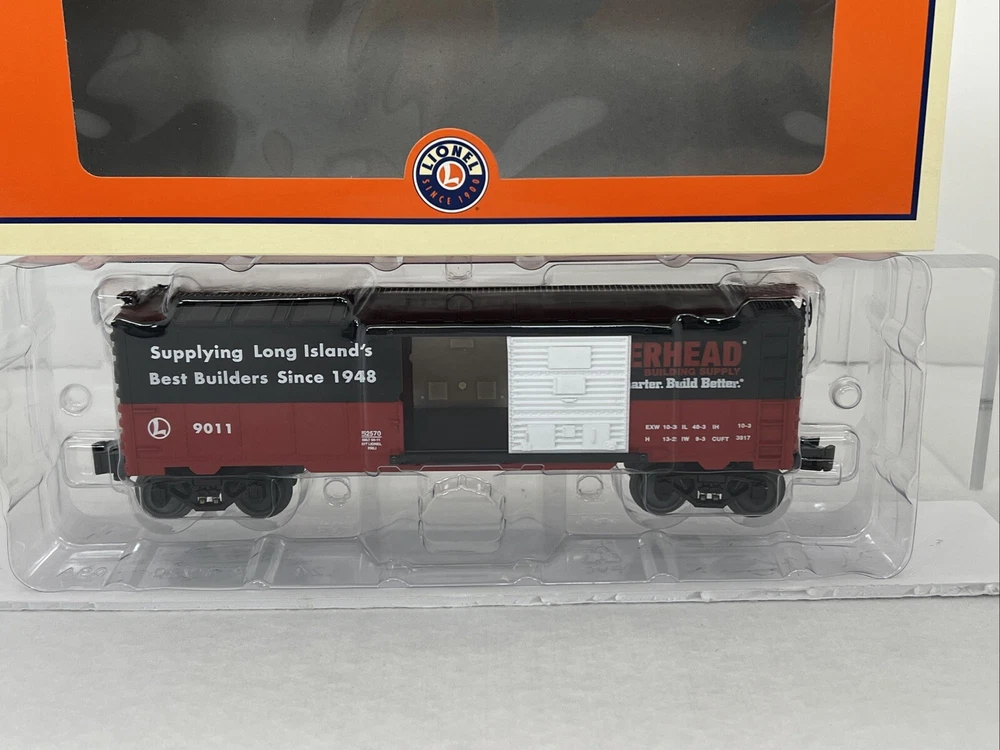 LIONEL
L
SINCE 1900
Supplying Long Island's
Best Builders Since 1948
L
9011
52570
ERHEAD®
BUILDING SUPPLY
arter. Build Better.®
EXW 10-3 IL 40-3 IH 10-3
H 13-2 IW 9-3 CUFT 3817